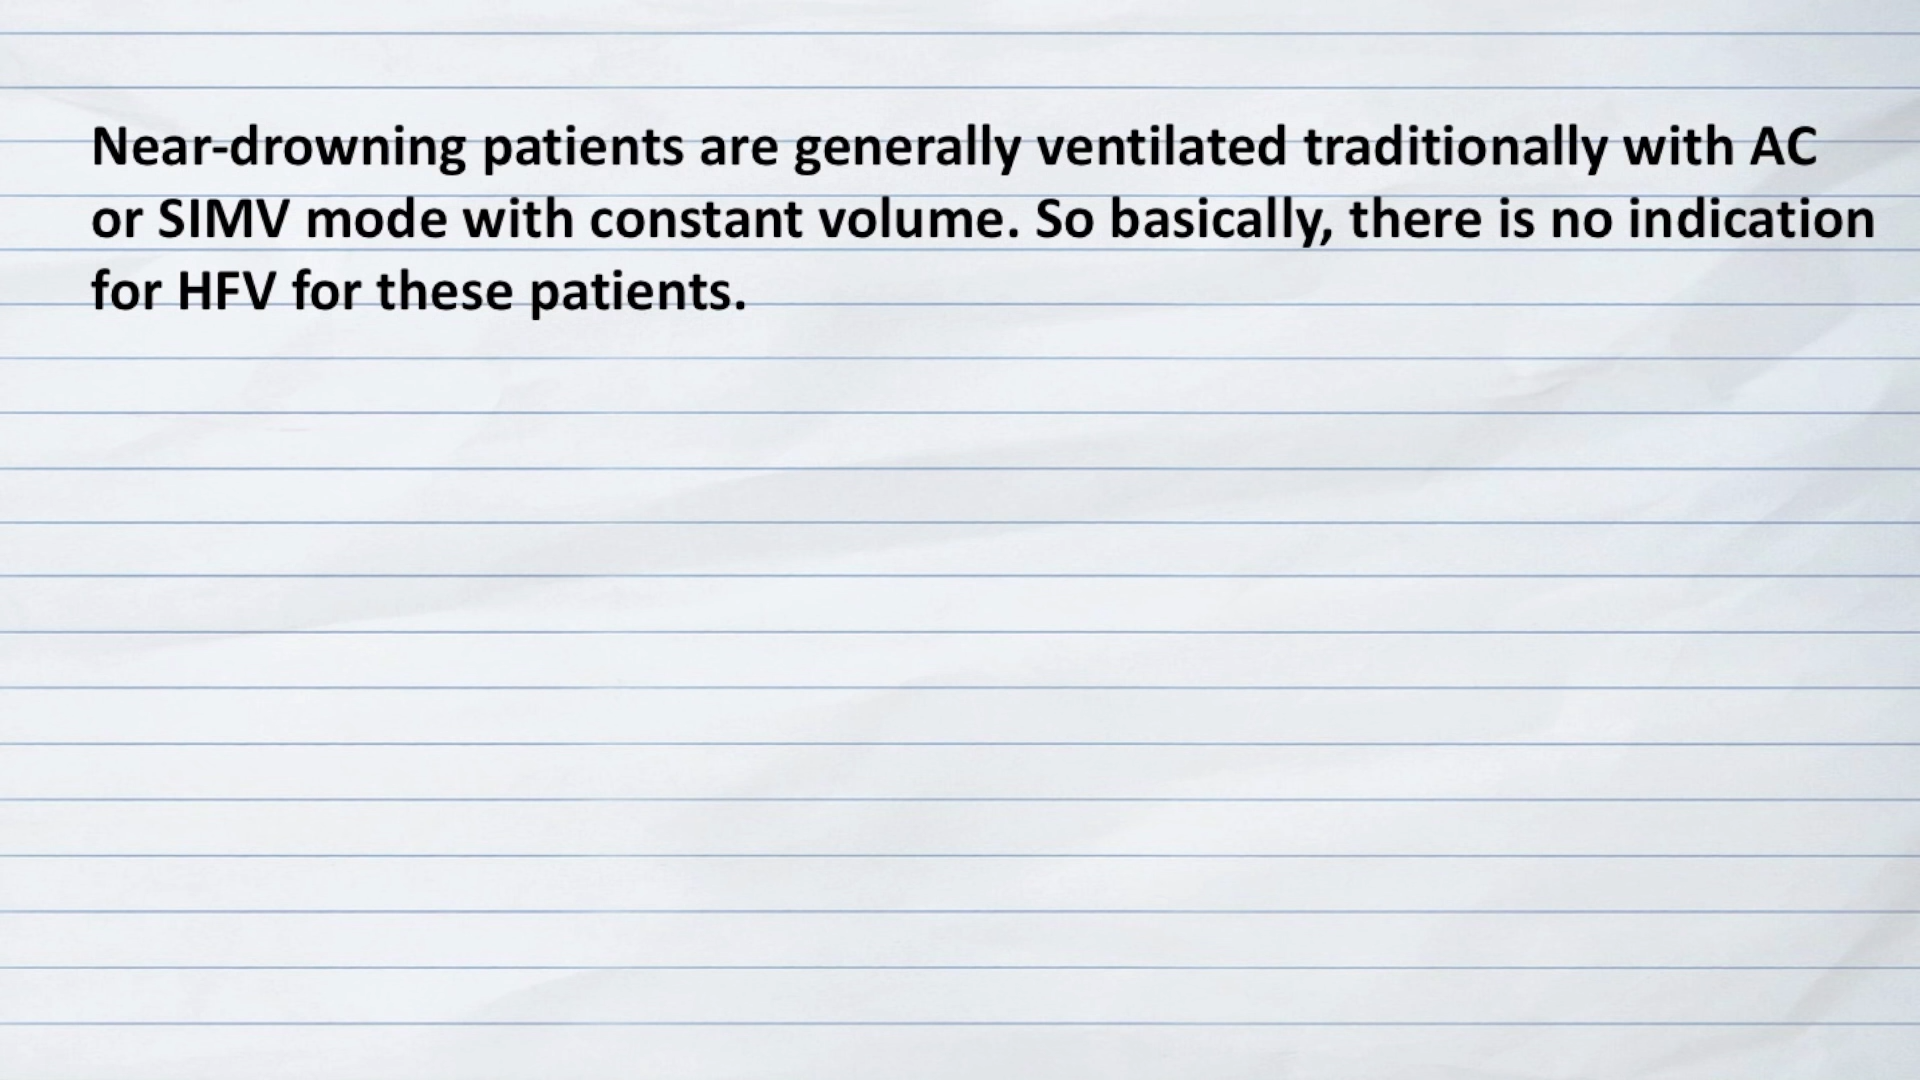 Near-drowning patients are generally ventilated traditionally with AC
or SIMV mode with constant volume. So basically, there is no indication
for HFV for these patients.